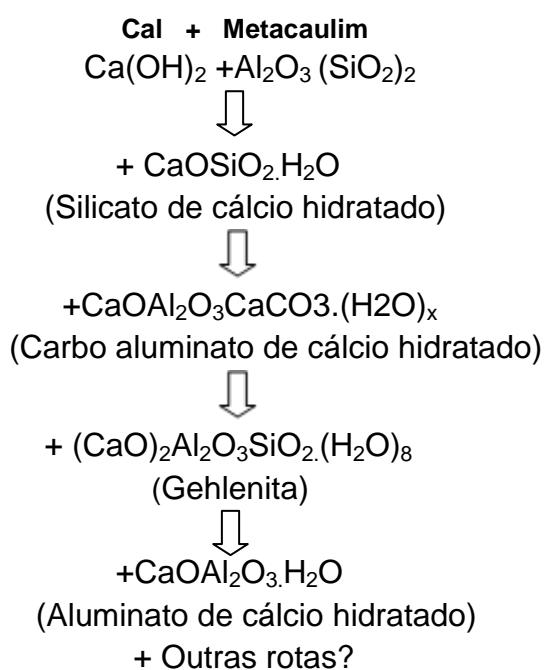 Cal + Metacaulim
Ca(OH)₂ +Al₂O₃ (SiO₂)₂
+ CaOSiO₂.H₂O
(Silicato de cálcio hidratado)
+CaOAl₂O₃CaCO3.(H2O)ₓ
(Carbo aluminato de cálcio hidratado)
+ (CaO)₂Al₂O₃SiO₂.(H₂O)₈
(Gehlenita)
+CaOAl₂O₃.H₂O
(Aluminato de cálcio hidratado)
+ Outras rotas?